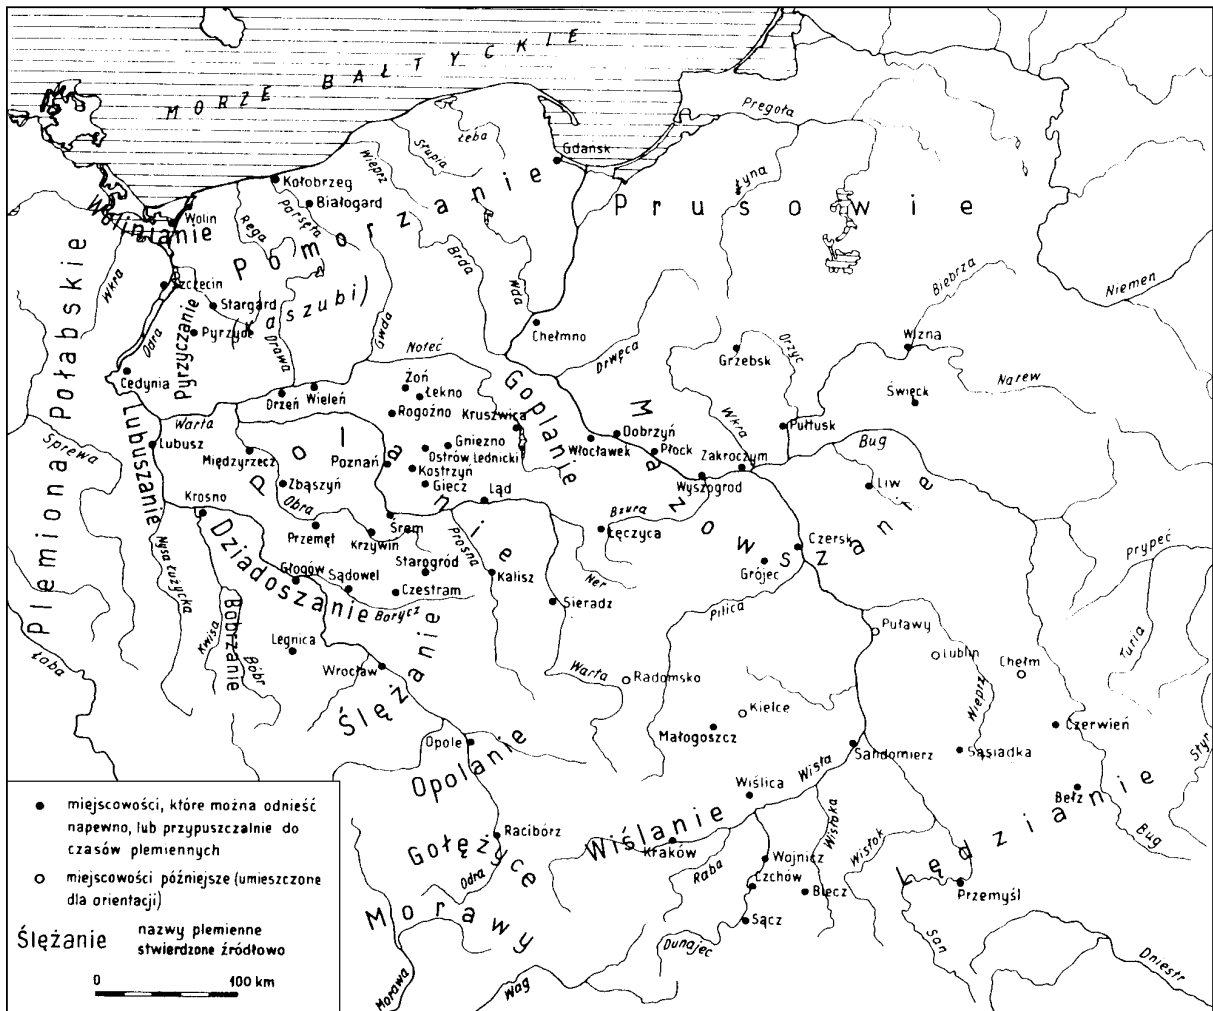 MORZE BAŁTYCKIE
Pregoła
Łeba
Słupia
Wieprz
Gdańsk
Łyna
Kołobrzeg
Białogard
Parsęta
Rega
Pomorzanie
(Kaszubi)
Prusowie
Wolin
Wolinianie
Wkra
Szczecin
Stargard
Pyrzyce
Pyrzyczanie
Odra
Drawa
Gwda
Brda
Wda
Chełmno
Drwęca
Biebrza
Niemen
Wizna
Grzebsk
Orzyc
Narew
Święck
Cedynia
Noteć
Żoń
Łekno
Rogoźno
Kruszwica
Goplanie
Drzeń
Wieleń
Plemiona Połabskie
Lubuszanie
Warta
Lubusz
Międzyrzecz
Polanie
Poznań
Gniezno
Ostrów Lednicki
Kostrzyń
Giecz
Włocławek
Dobrzyń
Płock
Wkra
Zakroczym
Wyszogrod
Pułtusk
Bug
Liw
Mazowszanie
Sprewa
Krosno
Zbąszyń
Obra
Przemęt
Krzywin
Śrem
Ląd
Bzura
Łęczyca
Czersk
Grójec
Prypeć
Nysa Łużycka
Dziadoszanie
Głogów
Sądowel
Starogród
Czestram
Prosna
Kalisz
Ner
Sieradz
Pilica
Barycz
Kwisa
Bobrzanie
Bóbr
Legnica
Wrocław
Ślężanie
Łaba
Warta
Radomsko
Puławy
Lublin
Chełm
Turia
Wieprz
Kielce
Małogoszcz
Czerwień
Styr
Opole
Opolanie
Sandomierz
Sąsiadka
Wisła
Wiślica
Bełz
Bug
Racibórz
Gołężyce
Odra
Wiślanie
Kraków
Raba
Wojnicz
Czchów
Biecz
Wisłoka
Wisłok
Lędzianie
Przemyśl
Morawy
Sącz
Dunajec
San
Dniestr
Morawa
Wag
miejscowości, które można odnieść
napewno, lub przypuszczalnie do
czasów plemiennych
miejscowości późniejsze (umieszczone
dla orientacji)
Ślężanie
nazwy plemienne
stwierdzone źródłowo
0 100 km